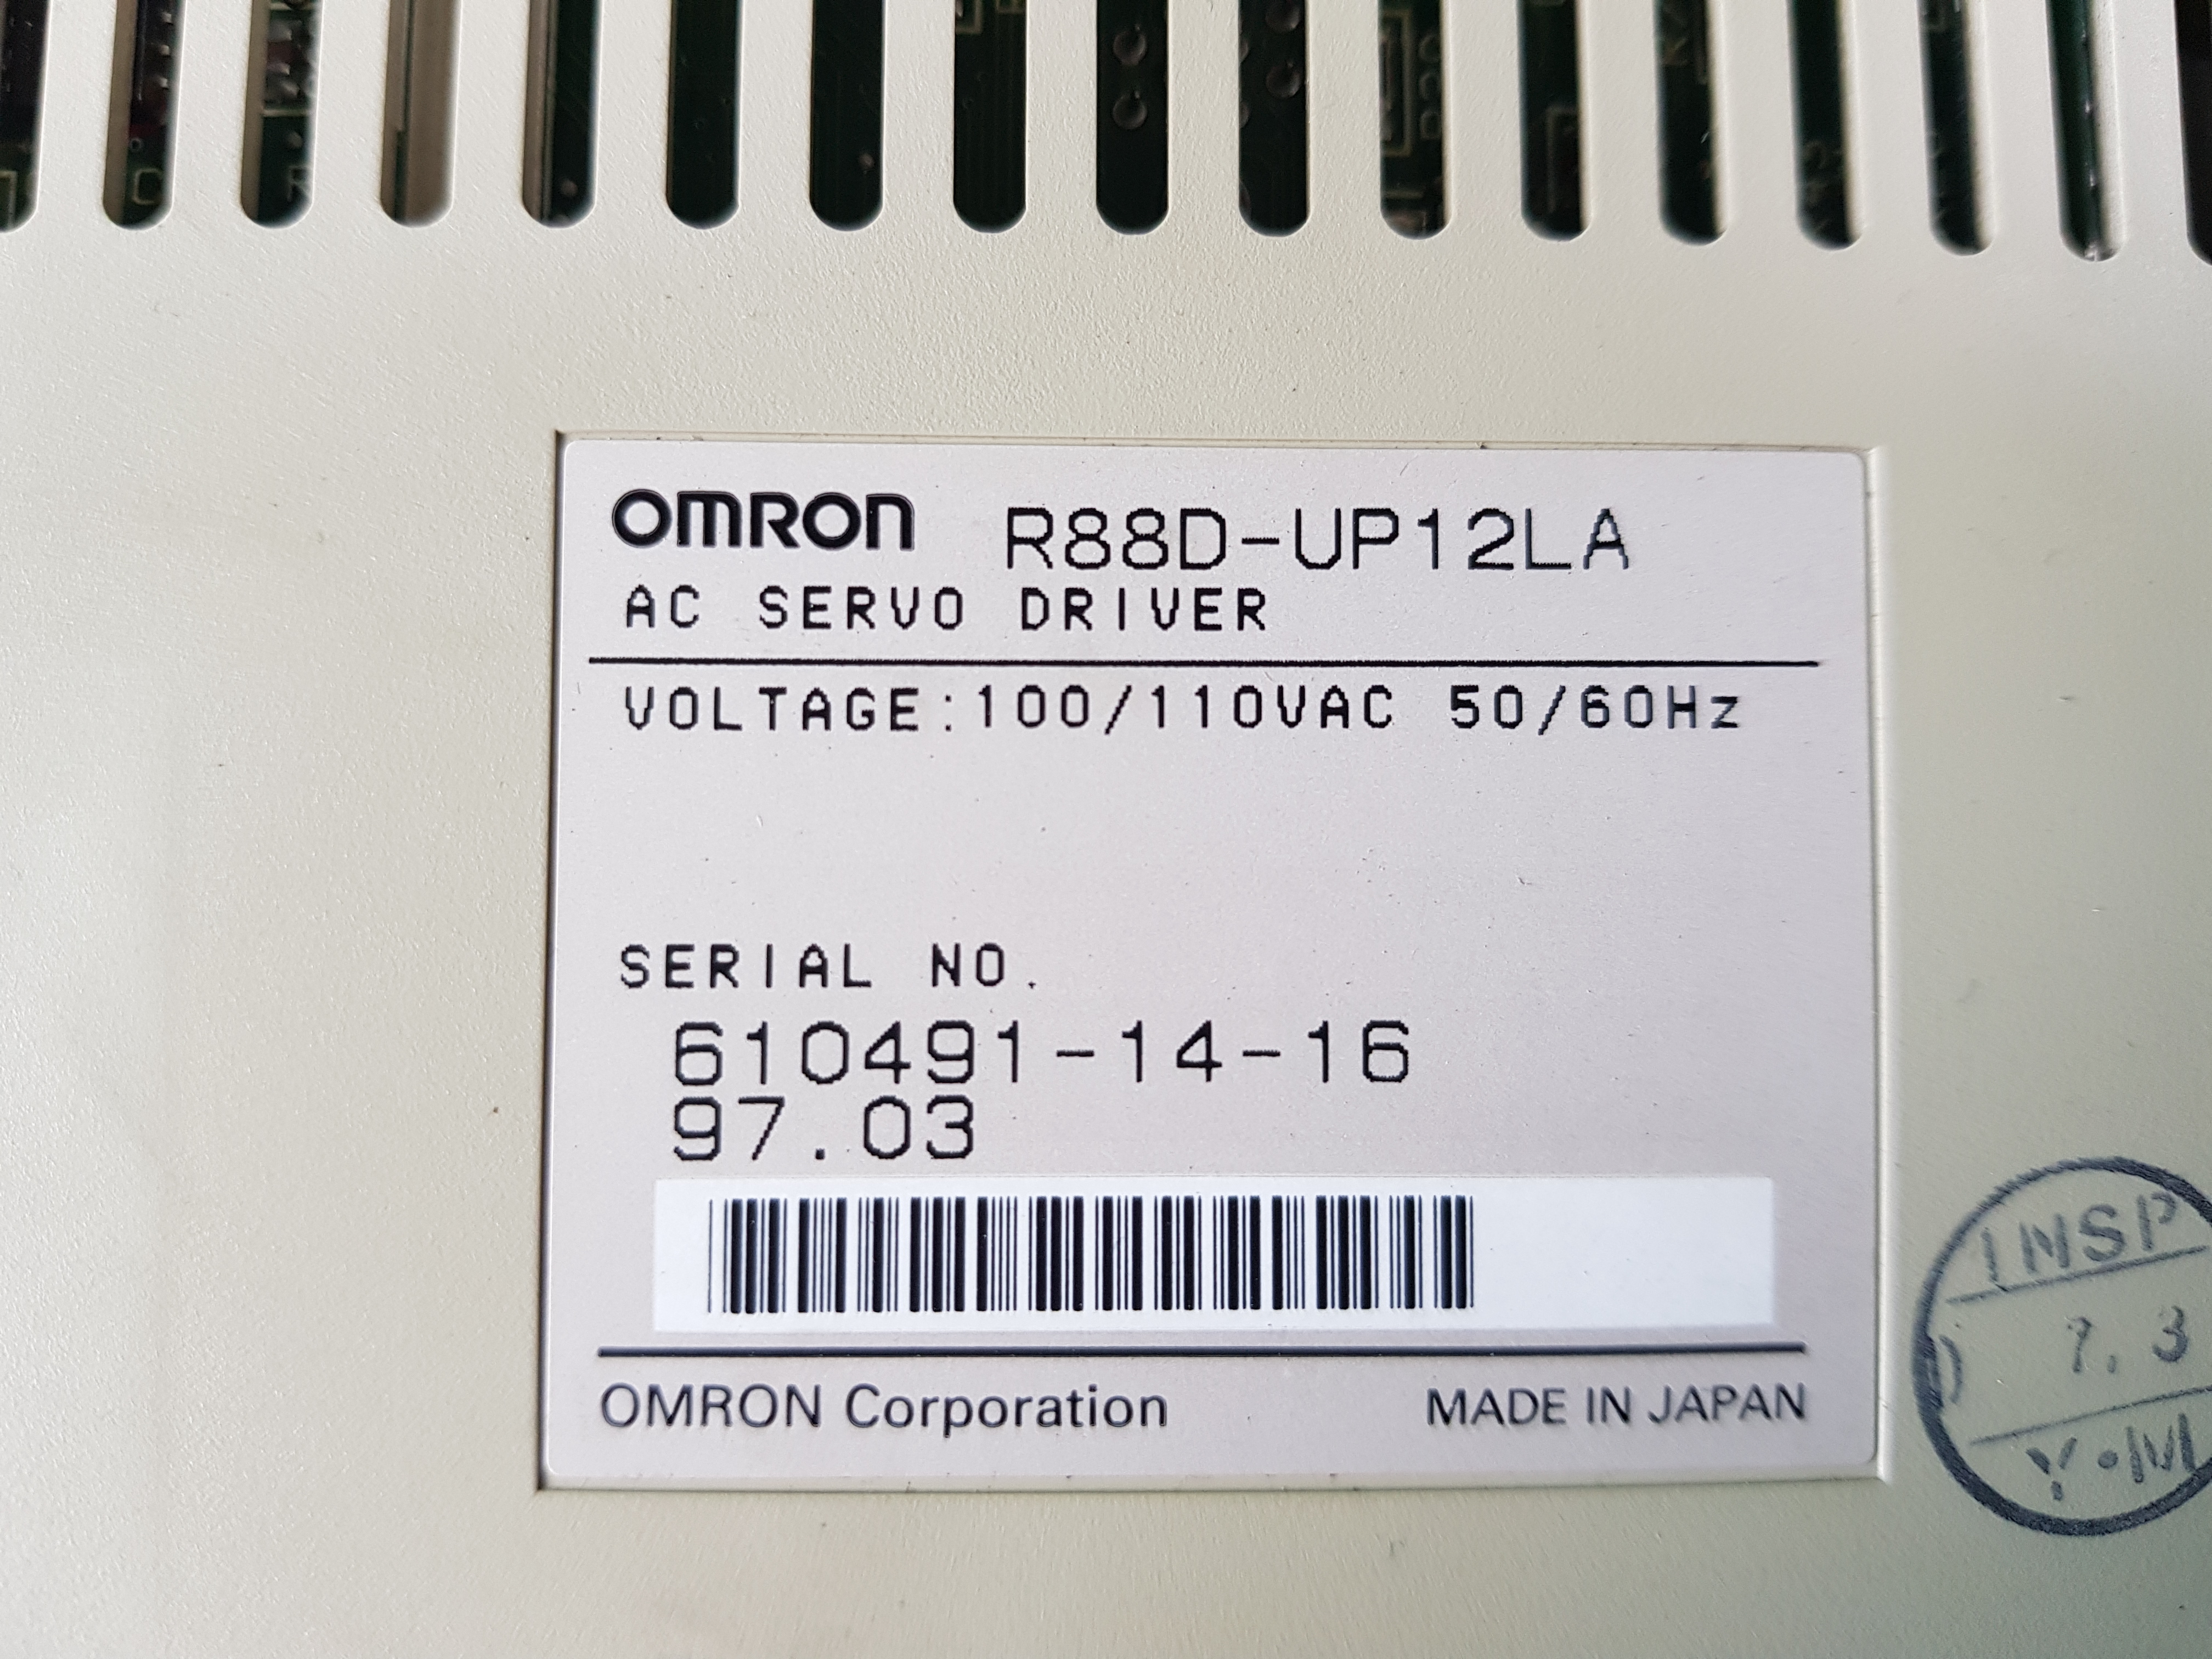 OMRON R88D-UP12LA
AC SERVO DRIVER
VOLTAGE:100/110VAC 50/60Hz
SERIAL NO.
610491-14-16
97.03
OMRON Corporation MADE IN JAPAN
INSP
7.3
Y.M